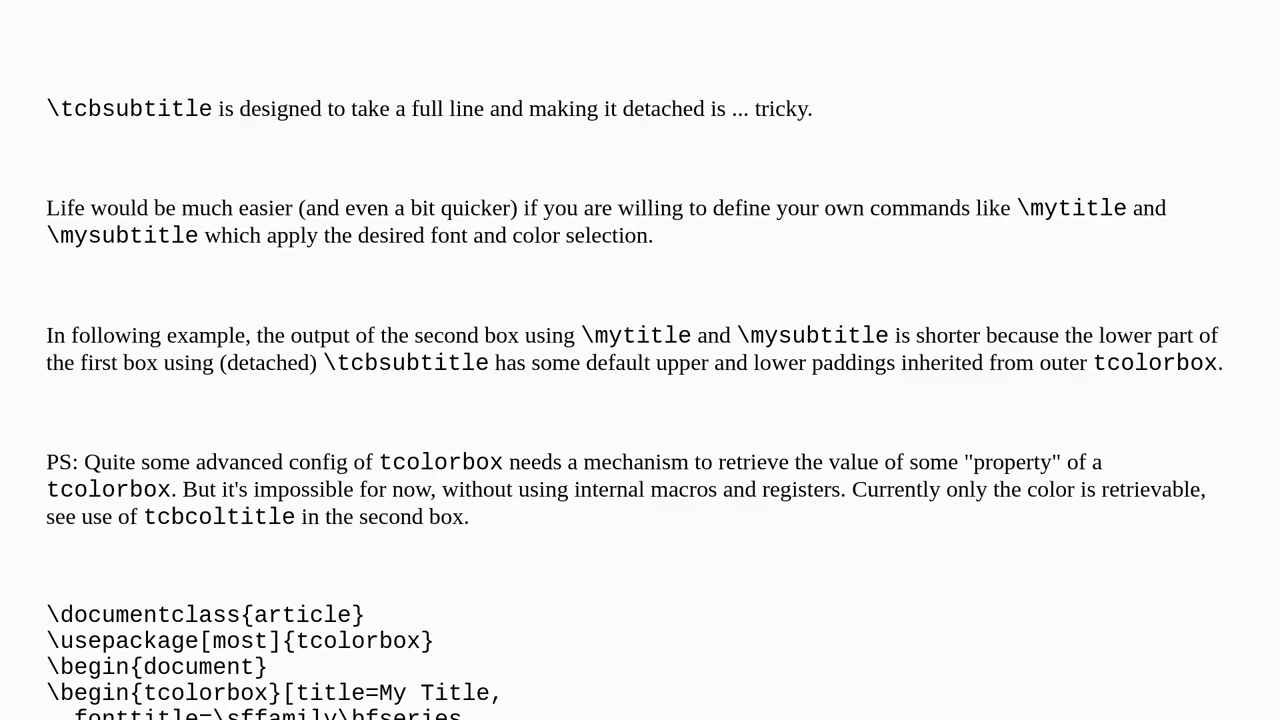 \tcbsubtitle is designed to take a full line and making it detached is ... tricky.
Life would be much easier (and even a bit quicker) if you are willing to define your own commands like \mytitle and
\mysubtitle which apply the desired font and color selection.
In following example, the output of the second box using \mytitle and \mysubtitle is shorter because the lower part of
the first box using (detached) \tcbsubtitle has some default upper and lower paddings inherited from outer tcolorbox.
PS: Quite some advanced config of tcolorbox needs a mechanism to retrieve the value of some "property" of a
tcolorbox. But it's impossible for now, without using internal macros and registers. Currently only the color is retrievable,
see use of tcbcoltitle in the second box.
\documentclass{article}
\usepackage[most]{tcolorbox}
\begin{document}
\begin{tcolorbox}[title=My Title,
  fonttitle=\sffamily\bfseries,